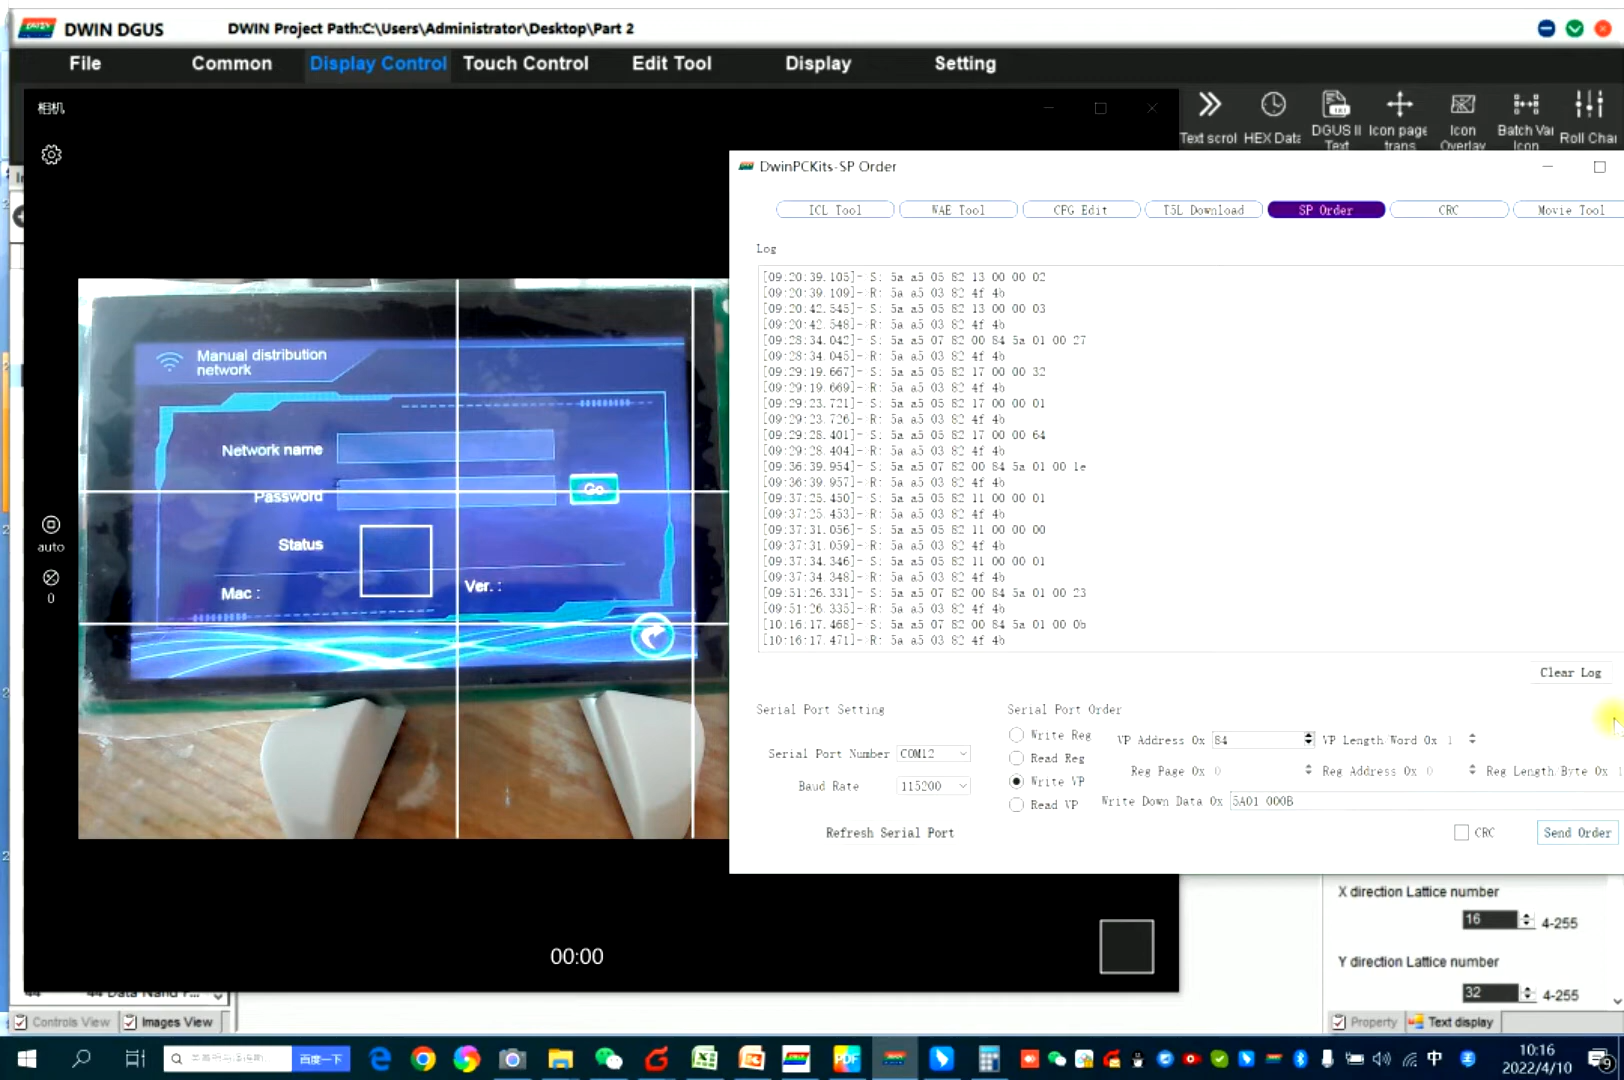 DWIN DGUS DWIN Project Path:C:\Users\Administrator\Desktop\Part 2
File Common Display Control Touch Control Edit Tool Display Setting
相机
Text scrol HEX Data DGUS II Text Icon page trans Icon Overlay Batch Var Icon Roll Char
DwinPCKits-SP Order
ICL Tool WAE Tool CFG Edit T5L Download SP Order CRC Movie Tool
Log
[09:20:39.105]- S: 5a a5 05 82 13 00 00 02
[09:20:39.109]- R: 5a a5 03 82 4f 4b
[09:20:42.545]- S: 5a a5 05 82 13 00 00 03
[09:20:42.548]- R: 5a a5 03 82 4f 4b
[09:28:34.042]- S: 5a a5 07 82 00 84 5a 01 00 27
[09:28:34.045]- R: 5a a5 03 82 4f 4b
[09:29:19.667]- S: 5a a5 05 82 17 00 00 32
[09:29:19.669]- R: 5a a5 03 82 4f 4b
[09:29:23.721]- S: 5a a5 05 82 17 00 00 01
[09:29:23.726]- R: 5a a5 03 82 4f 4b
[09:29:28.401]- S: 5a a5 05 82 17 00 00 64
[09:29:28.404]- R: 5a a5 03 82 4f 4b
[09:36:39.954]- S: 5a a5 07 82 00 84 5a 01 00 1e
[09:36:39.957]- R: 5a a5 03 82 4f 4b
[09:37:25.450]- S: 5a a5 05 82 11 00 00 01
[09:37:25.453]- R: 5a a5 03 82 4f 4b
[09:37:31.056]- S: 5a a5 05 82 11 00 00 00
[09:37:31.059]- R: 5a a5 03 82 4f 4b
[09:37:34.346]- S: 5a a5 05 82 11 00 00 01
[09:37:34.348]- R: 5a a5 03 82 4f 4b
[09:51:26.331]- S: 5a a5 07 82 00 84 5a 01 00 23
[09:51:26.335]- R: 5a a5 03 82 4f 4b
[10:16:17.468]- S: 5a a5 07 82 00 84 5a 01 00 0b
[10:16:17.471]- R: 5a a5 03 82 4f 4b
Clear Log
Manual distribution
network
Network name
Password Go
Status
Mac : Ver. :
auto
0
00:00
Serial Port Setting
Serial Port Number COM12
Baud Rate 115200
Refresh Serial Port
Serial Port Order
Write Reg VP Address 0x 84 VP Length Word 0x 1
Read Reg Reg Page 0x 0 Reg Address 0x 0 Reg Length Byte 0x 1
Write VP
Read VP Write Down Data 0x 5A01 000B
CRC Send Order
X direction Lattice number
16 4-255
Y direction Lattice number
32 4-255
Controls View Images View
Property Text display
百度一下
中
10:16
2022/4/10
9